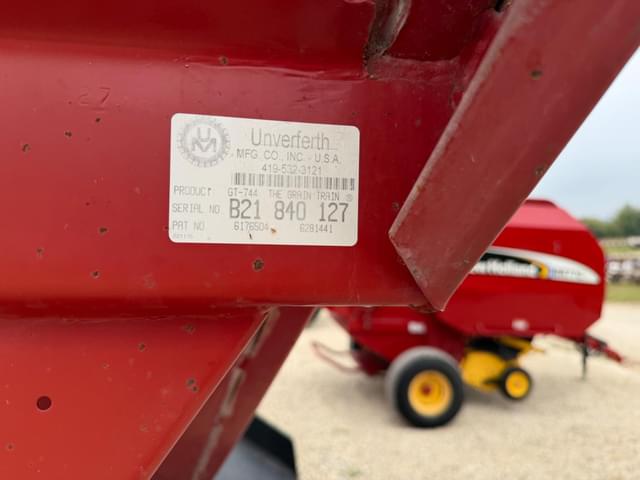 UM
Unverferth
MFG. CO., INC. - U.S.A.
419-532-3121
PRODUCT: GT-744 THE GRAIN TRAIN ®
SERIAL NO B21 840 127
PAT NO 6176504 6281441
New Holland